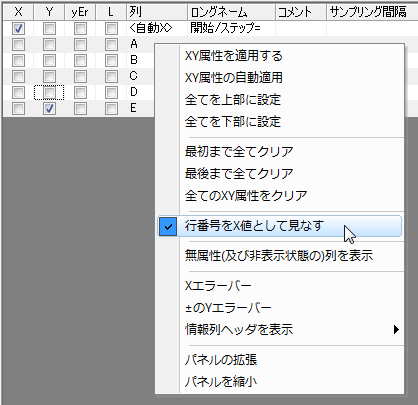 X Y yEr L 列 ロングネーム コメント サンプリング間隔
<自動X> 開始/ステップ=
A
B
C
D
E
XY属性を適用する
XY属性の自動適用
全てを上部に設定
全てを下部に設定
最初まで全てクリア
最後まで全てクリア
全てのXY属性をクリア
行番号をX値として見なす
無属性(及び非表示状態の)列を表示
Xエラーバー
±のYエラーバー
情報列ヘッダを表示
パネルの拡張
パネルを縮小